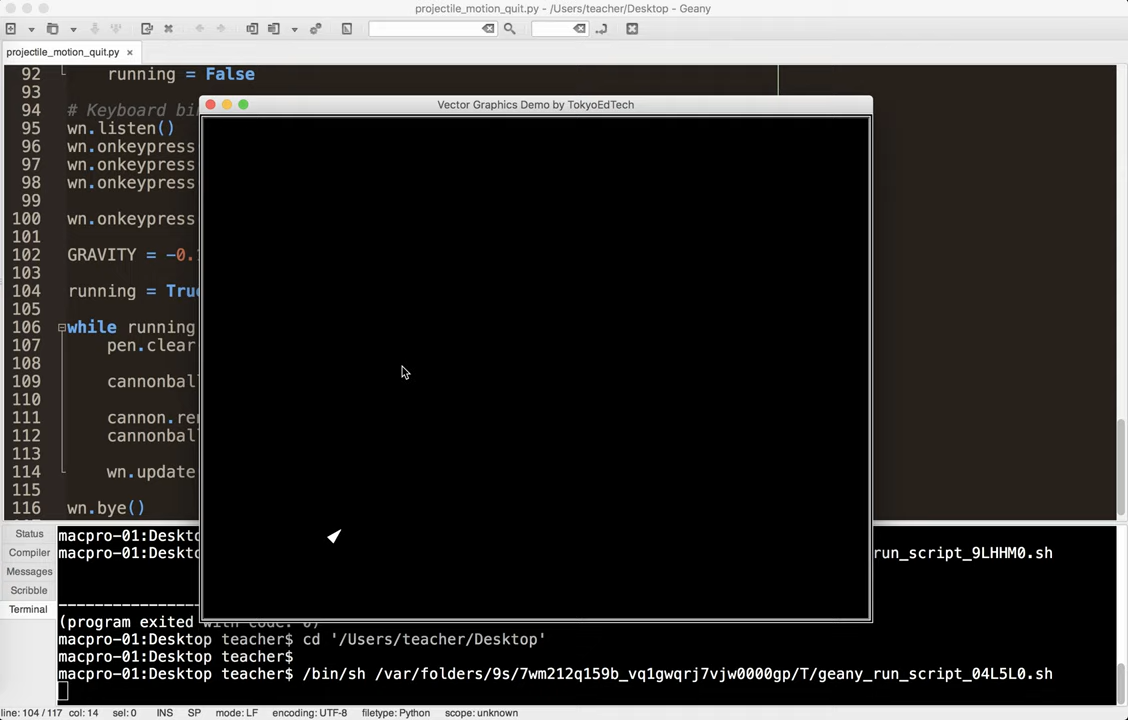 projectile_motion_quit.py - /Users/teacher/Desktop - Geany
projectile_motion_quit.py ×
92 running = False
93
94 # Keyboard bi
95 wn.listen()
96 wn.onkeypress
97 wn.onkeypress
98 wn.onkeypress
99
100 wn.onkeypress
101
102 GRAVITY = -0.
103
104 running = True
105
106 while running
107 pen.clear
108
109 cannonbal
110
111 cannon.re
112 cannonbal
113
114 wn.update
115
116 wn.bye()
Vector Graphics Demo by TokyoEdTech
Status
Compiler
Messages
Scribble
Terminal
macpro-01:Deskto
macpro-01:Deskto run_script_9LHHM0.sh
------------------
(program exited with code: 0)
macpro-01:Desktop teacher$ cd '/Users/teacher/Desktop'
macpro-01:Desktop teacher$
macpro-01:Desktop teacher$ /bin/sh /var/folders/9s/7wm212q159b_vq1gwqrj7vjw0000gp/T/geany_run_script_04L5L0.sh
line: 104 / 117 col: 14 sel: 0 INS SP mode: LF encoding: UTF-8 filetype: Python scope: unknown